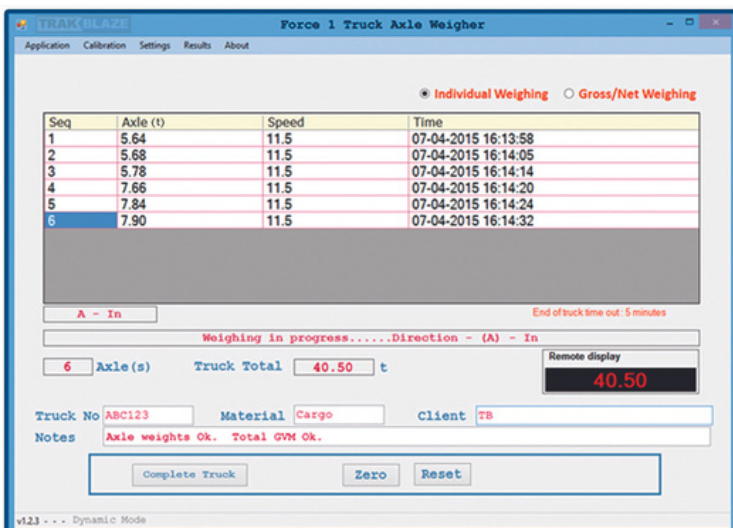 TRAKBLAZE Force 1 Truck Axle Weigher
Application Calibration Settings Results About
Individual Weighing Gross/Net Weighing
Seq Axle (t) Speed Time
1 5.64 11.5 07-04-2015 16:13:58
2 5.68 11.5 07-04-2015 16:14:05
3 5.78 11.5 07-04-2015 16:14:14
4 7.66 11.5 07-04-2015 16:14:20
5 7.84 11.5 07-04-2015 16:14:24
6 7.90 11.5 07-04-2015 16:14:32
A - In End of truck time out: 5 minutes
Weighing in progress......Direction - (A) - In
6 Axle(s) Truck Total 40.50 t
Remote display
40.50
Truck No ABC123 Material Cargo Client TB
Notes Axle weights Ok. Total GVM Ok.
Complete Truck Zero Reset
v1.2.3 - - - Dynamic Mode